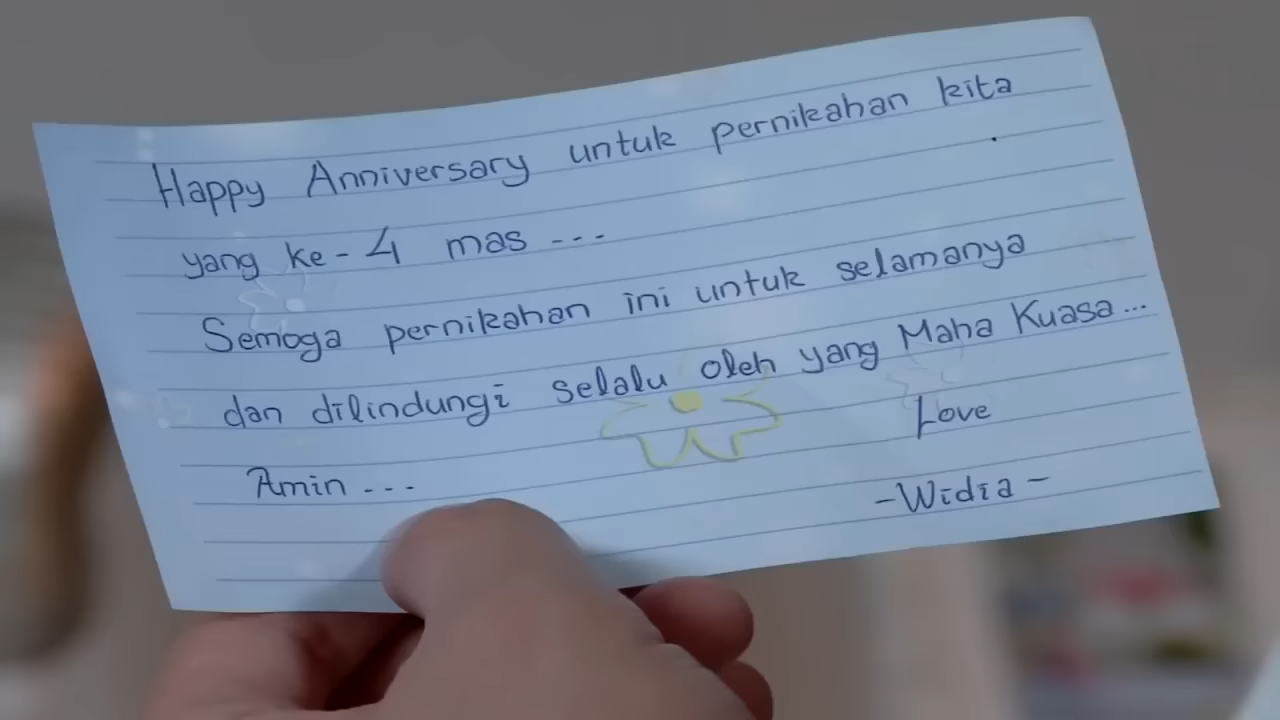 Happy Anniversary untuk pernikahan kita
yang ke-4 mas ---
Semoga pernikahan ini untuk selamanya
dan dilindungi selalu oleh yang Maha Kuasa...
Amin ---
Love
-Widia-